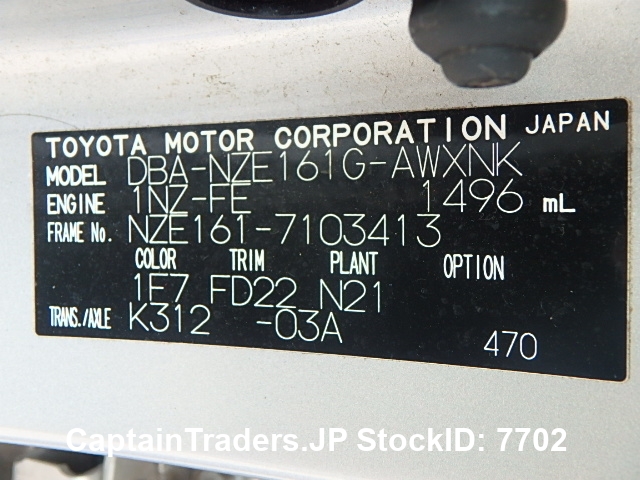 TOYOTA MOTOR CORPORATION JAPAN
MODEL DBA-NZE161G-AWXNK
ENGINE 1NZ-FE 1496 mL
FRAME No. NZE161-7103413
COLOR TRIM PLANT OPTION
1E7 FD22 N21
TRANS./AXLE K312 -03A
470
CaptainTraders.JP StockID: 7702